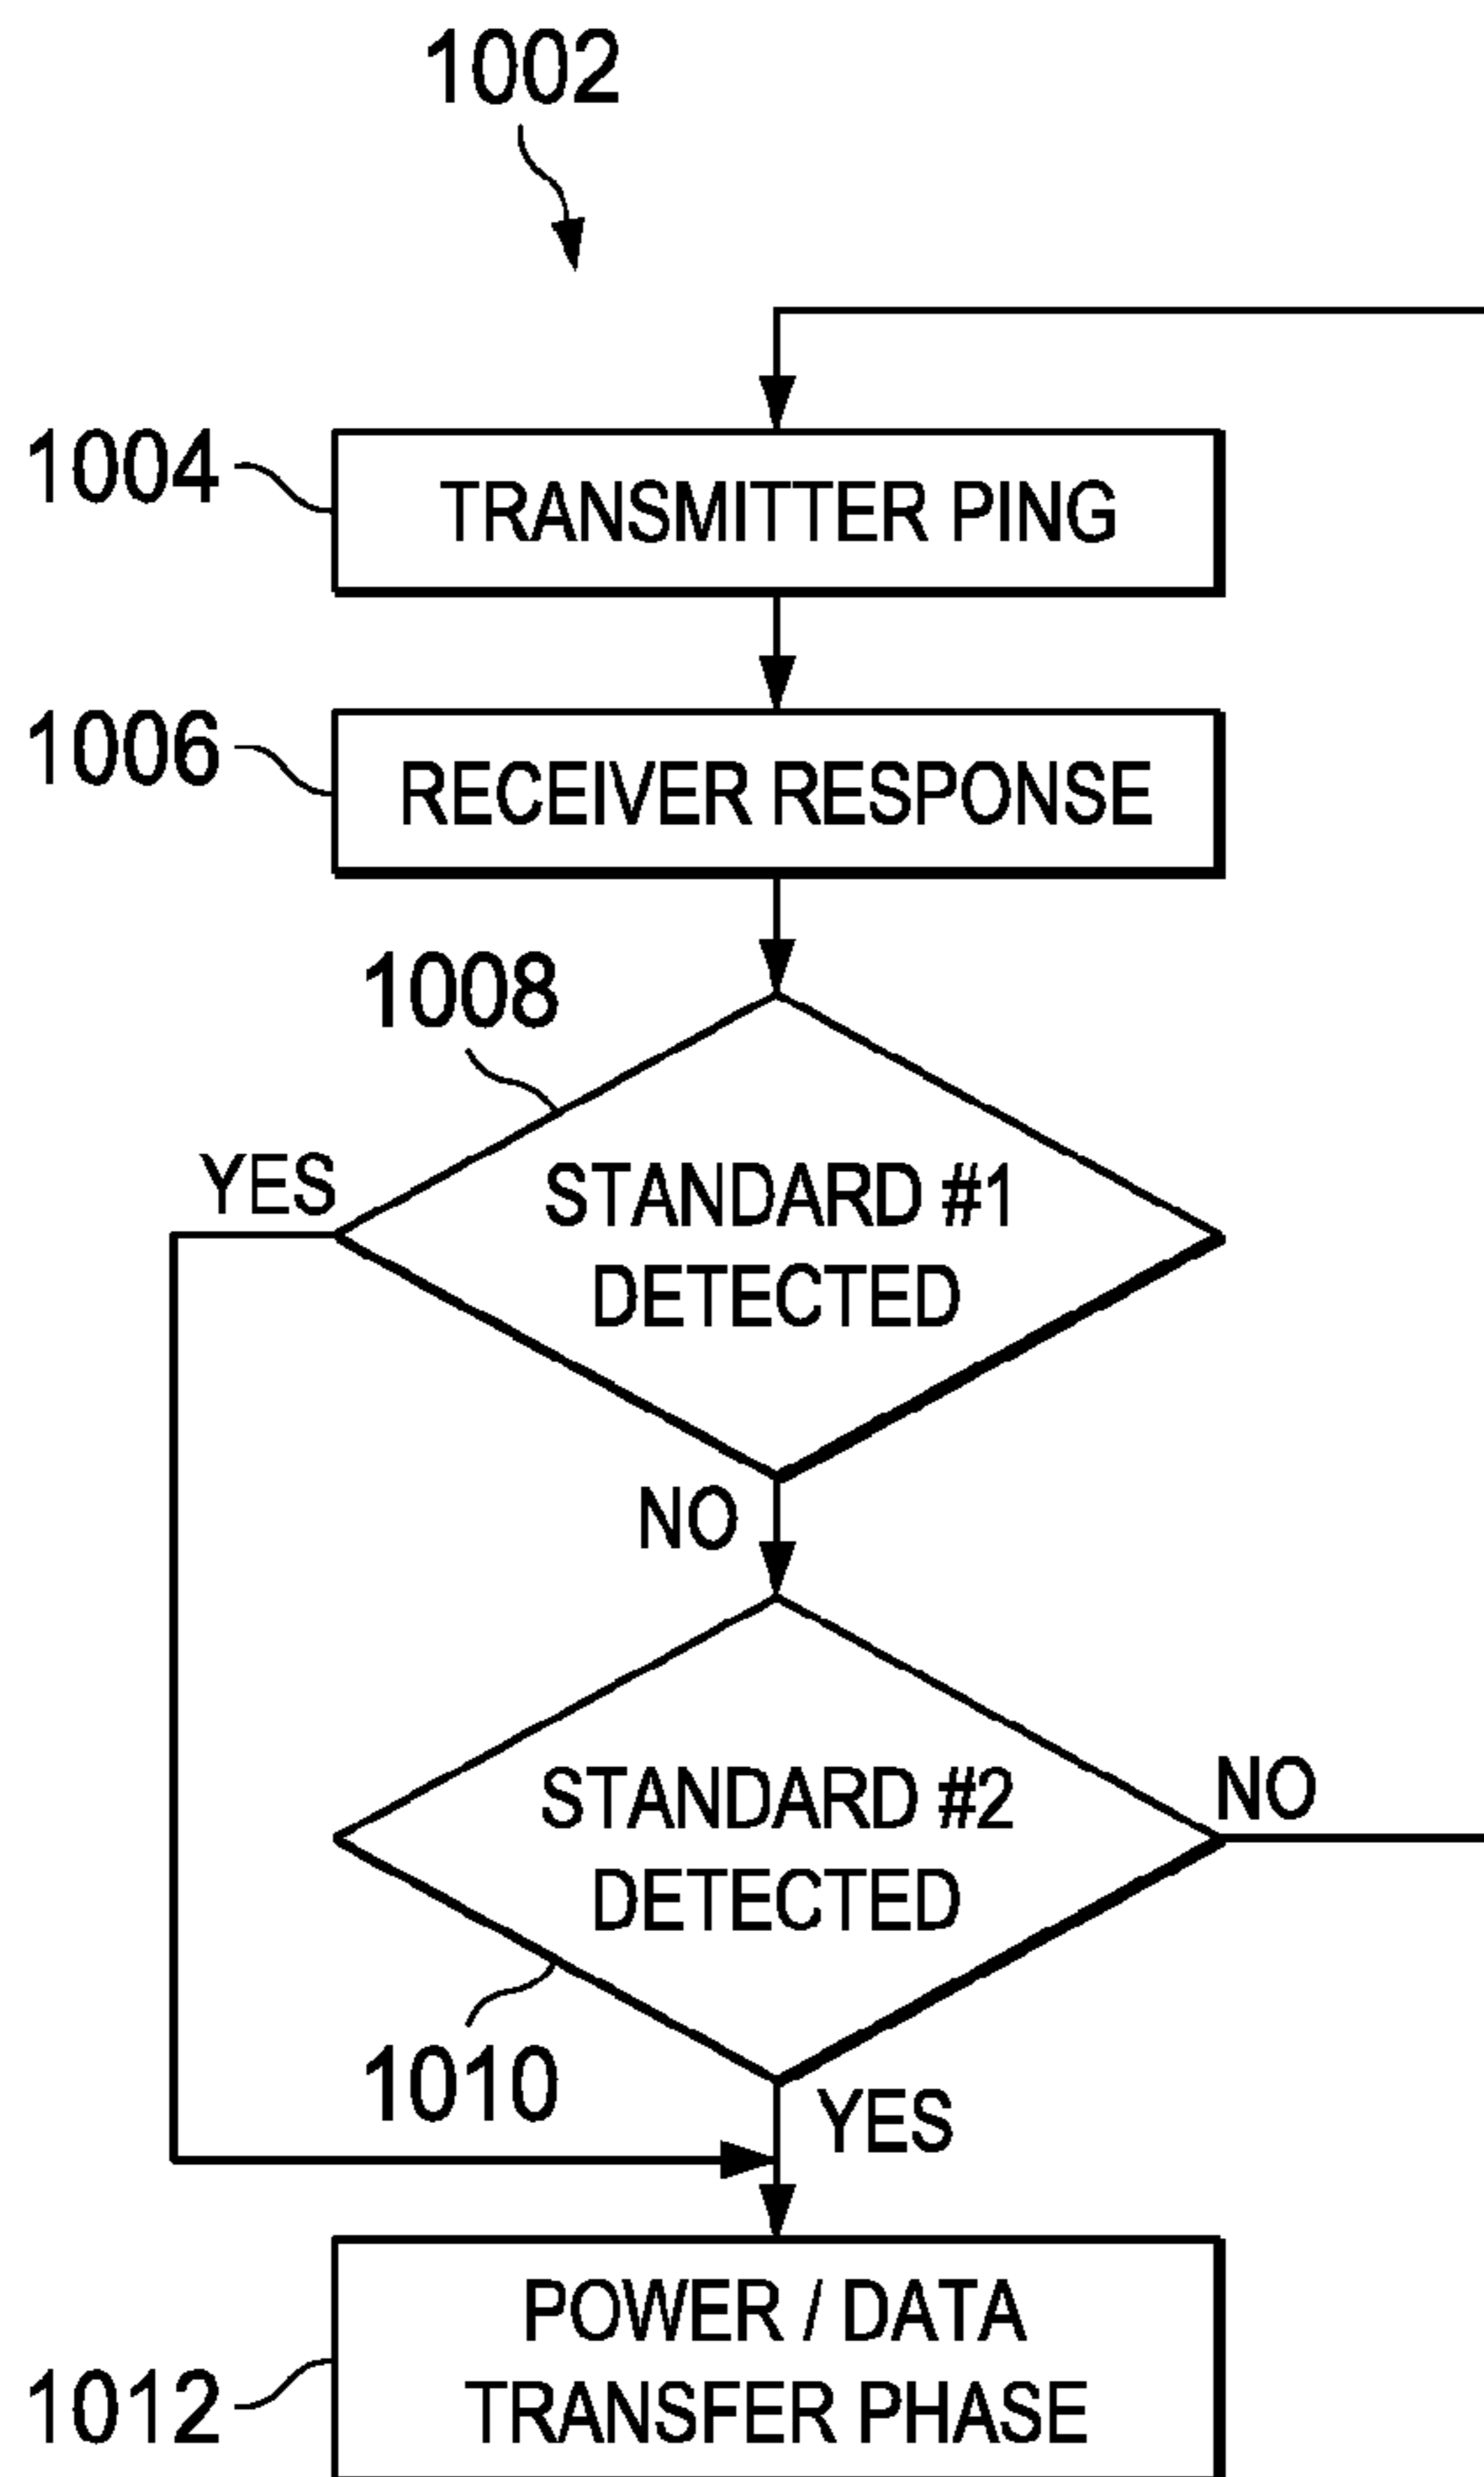 1002
1004
TRANSMITTER PING
1006
RECEIVER RESPONSE
1008
YES
STANDARD #1
DETECTED
NO
STANDARD #2
DETECTED
NO
1010
YES
POWER / DATA
TRANSFER PHASE
1012